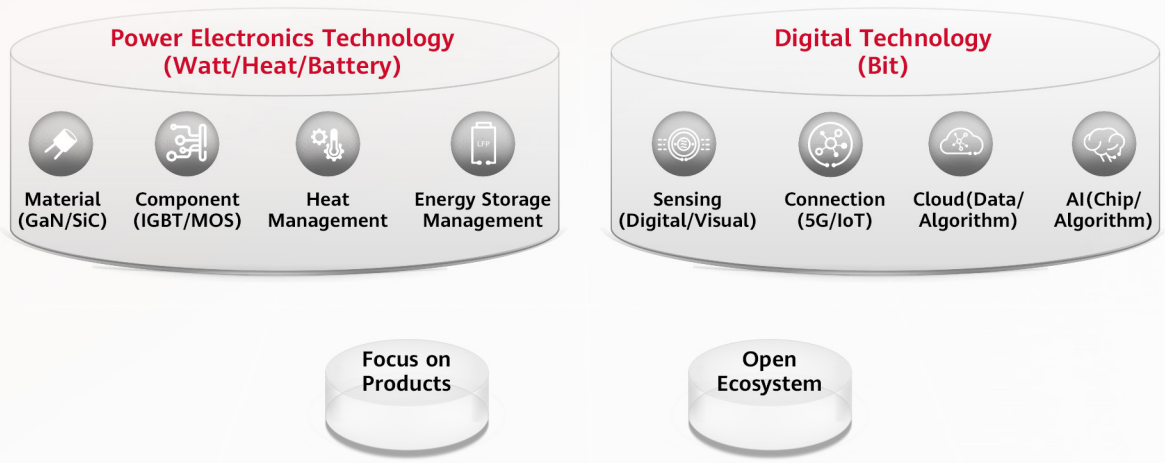 Power Electronics Technology
(Watt/Heat/Battery)
Material
(GaN/SiC)
Component
(IGBT/MOS)
Heat
Management
LFP
Energy Storage
Management
Digital Technology
(Bit)
Sensing
(Digital/Visual)
Connection
(5G/IoT)
Cloud(Data/
Algorithm)
AI(Chip/
Algorithm)
Focus on
Products
Open
Ecosystem